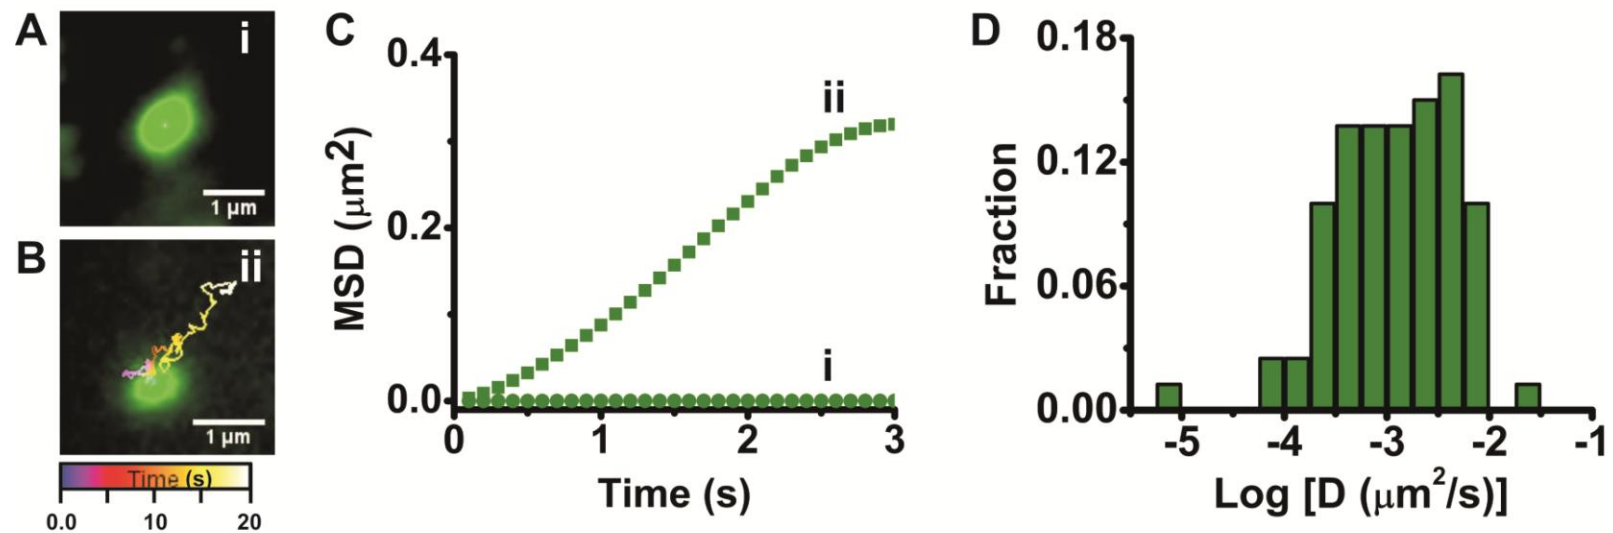 A
i
1 µm
B
ii
1 µm
Time (s)
0.0 10 20
C
MSD (µm2)
0.4
0.2
0.0
ii
i
0 1 2 3
Time (s)
D
Fraction
0.18
0.12
0.06
0.00
-5 -4 -3 -2 -1
Log [D (µm²/s)]